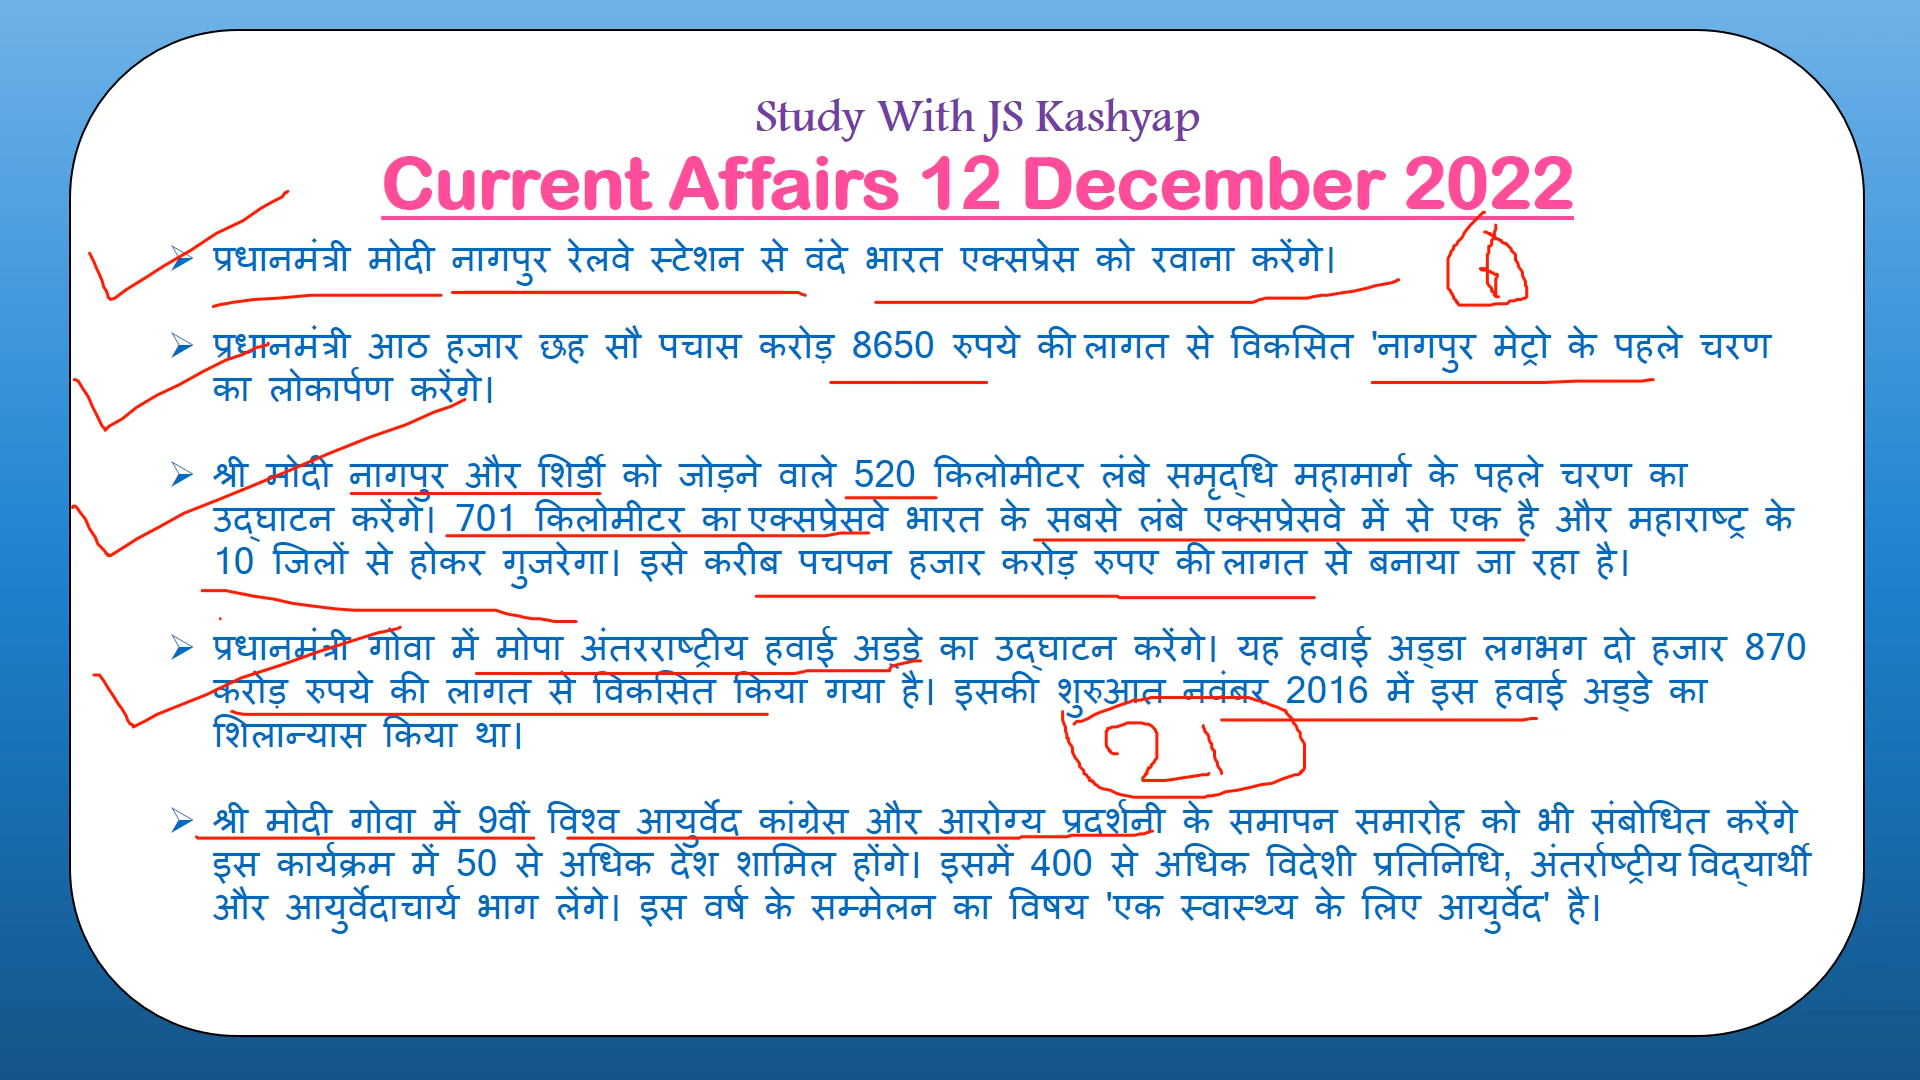 Study With JS Kashyap
Current Affairs 12 December 2022
➢ प्रधानमंत्री मोदी नागपुर रेलवे स्टेशन से वंदे भारत एक्सप्रेस को रवाना करेंगे।
➢ प्रधानमंत्री आठ हजार छह सौ पचास करोड़ 8650 रुपये की लागत से विकसित 'नागपुर मेट्रो के पहले चरण
का लोकार्पण करेंगे।
➢ श्री मोदी नागपुर और शिर्डी को जोड़ने वाले 520 किलोमीटर लंबे समृद्धि महामार्ग के पहले चरण का
उद्घाटन करेंगे। 701 किलोमीटर का एक्सप्रेसवे भारत के सबसे लंबे एक्सप्रेसवे में से एक है और महाराष्ट्र के
10 जिलों से होकर गुजरेगा। इसे करीब पचपन हजार करोड़ रुपए की लागत से बनाया जा रहा है।
➢ प्रधानमंत्री गोवा में मोपा अंतरराष्ट्रीय हवाई अड्डे का उद्घाटन करेंगे। यह हवाई अड्डा लगभग दो हजार 870
करोड़ रुपये की लागत से विकसित किया गया है। इसकी शुरुआत नवंबर 2016 में इस हवाई अड्डे का
शिलान्यास किया था।
21
➢ श्री मोदी गोवा में 9वीं विश्व आयुर्वेद कांग्रेस और आरोग्य प्रदर्शनी के समापन समारोह को भी संबोधित करेंगे
इस कार्यक्रम में 50 से अधिक देश शामिल होंगे। इसमें 400 से अधिक विदेशी प्रतिनिधि, अंतर्राष्ट्रीय विद्यार्थी
और आयुर्वेदाचार्य भाग लेंगे। इस वर्ष के सम्मेलन का विषय 'एक स्वास्थ्य के लिए आयुर्वेद' है।